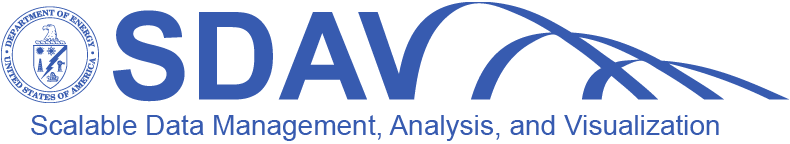 DEPARTMENT OF ENERGY
UNITED STATES OF AMERICA
SDAV
Scalable Data Management, Analysis, and Visualization